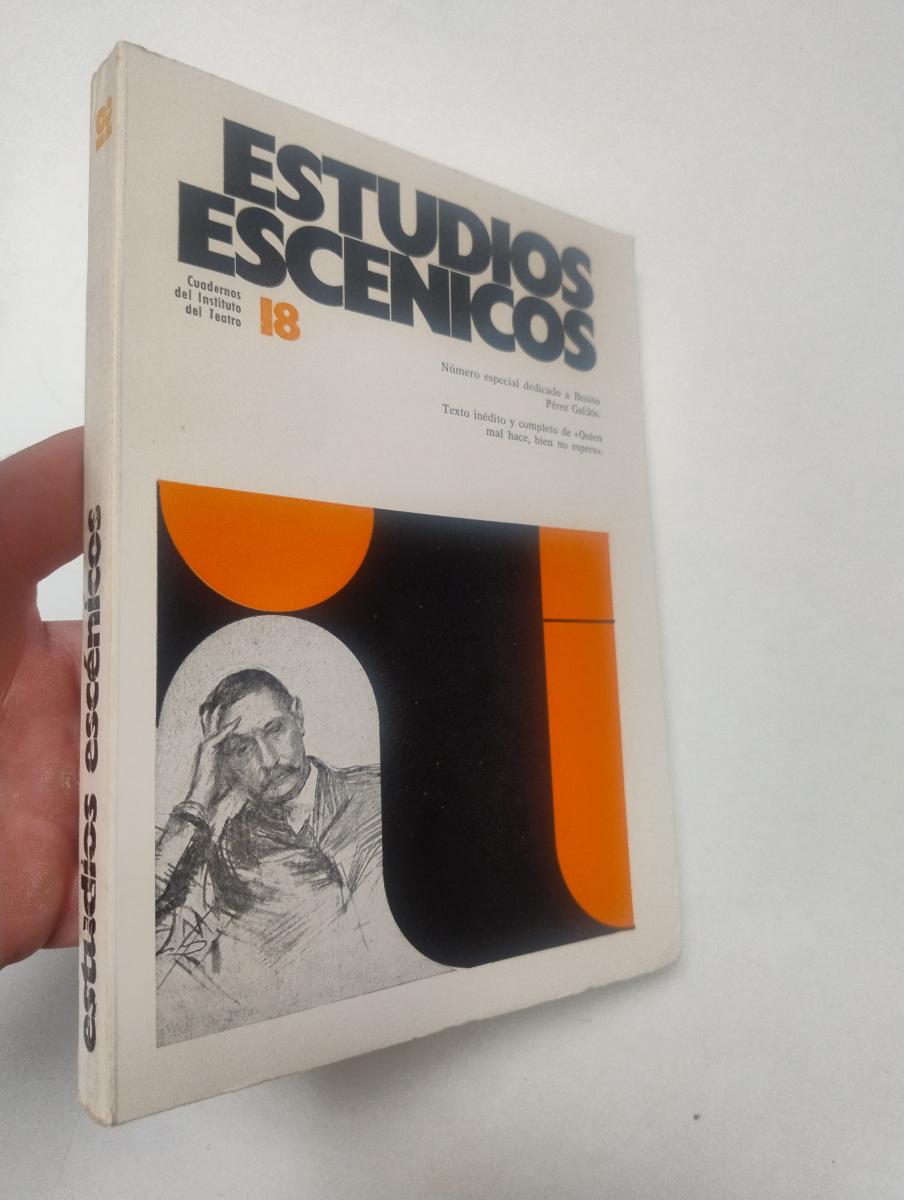 ESTUDIOS
ESCENICOS
Cuadernos
del Instituto
del Teatro
18
Número especial dedicado a Benito
Pérez Galdós.
Texto inédito y completo de «Quien
mal hace, bien no espere».
18
estudios escénicos